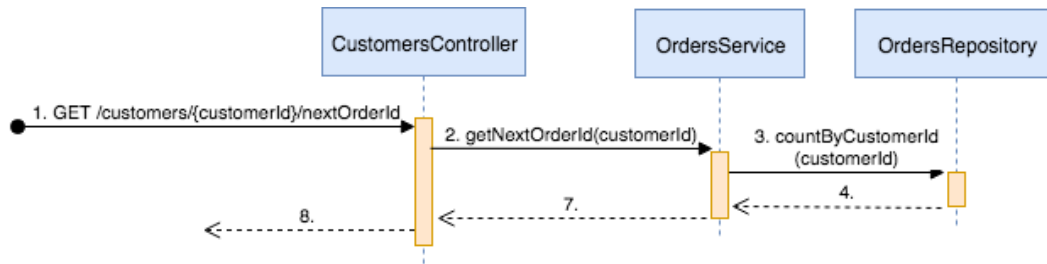 CustomersController
OrdersService
OrdersRepository
1. GET /customers/{customerId}/nextOrderId
2. getNextOrderId(customerId)
3. countByCustomerId
(customerId)
4.
7.
8.